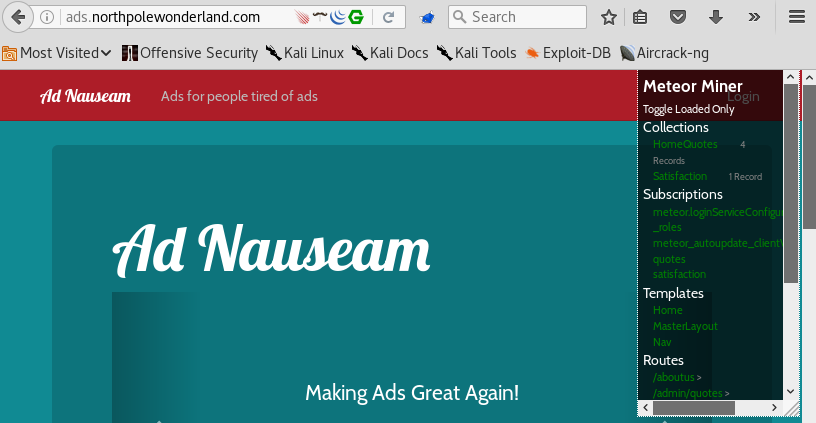 ads.northpolewonderland.com
Search
Most Visited
Offensive Security
Kali Linux
Kali Docs
Kali Tools
Exploit-DB
Aircrack-ng
Ad Nauseam
Ads for people tired of ads
Login
Ad Nauseam
Making Ads Great Again!
Meteor Miner
Toggle Loaded Only
Collections
HomeQuotes 4
Records
Satisfaction 1 Record
Subscriptions
meteor.loginServiceConfigur
_roles
meteor_autoupdate_clientV
quotes
satisfaction
Templates
Home
MasterLayout
Nav
Routes
/aboutus >
/admin/quotes >